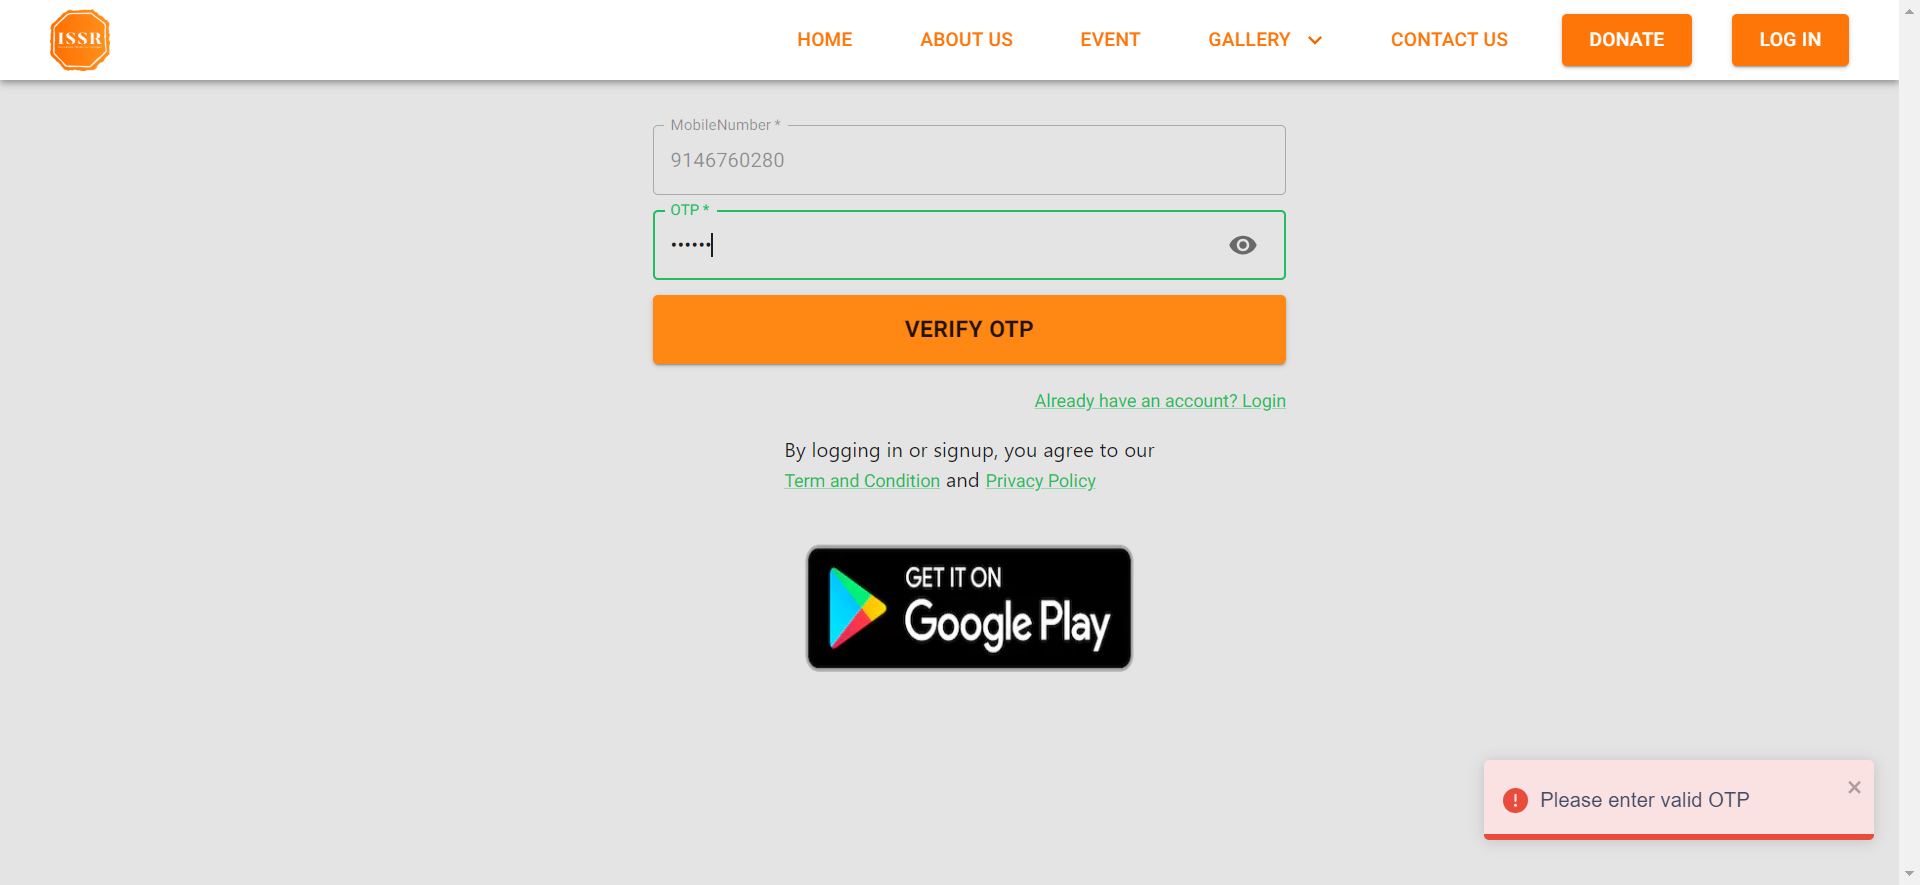 ISSR
HOME
ABOUT US
EVENT
GALLERY
CONTACT US
DONATE
LOG IN
MobileNumber *
9146760280
OTP *
••••••
VERIFY OTP
Already have an account? Login
By logging in or signup, you agree to our
Term and Condition and Privacy Policy
GET IT ON
Google Play
Please enter valid OTP